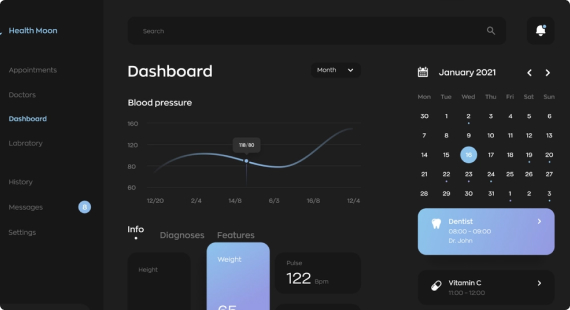 Health Moon
Appointments
Doctors
Dashboard
Labratory
History
Messages 8
Settings
Search
Dashboard
Month
Blood pressure
160
120
80
60
118/80
12/20 2/4 14/8 6/3 16/8 12/4
Info Diagnoses Features
Height
Weight
65
Pulse
122 Bpm
January 2021
Mon Tue Wed Thu Fri Sat Sun
30 1 2 3 4 5 6
7 8 9 10 11 12 13
14 15 16 17 18 19 20
21 22 23 24 25 26 27
28 29 30 31 1 2 3
Dentist
08:00 - 09:00
Dr. John
Vitamin C
11:00 - 12:00